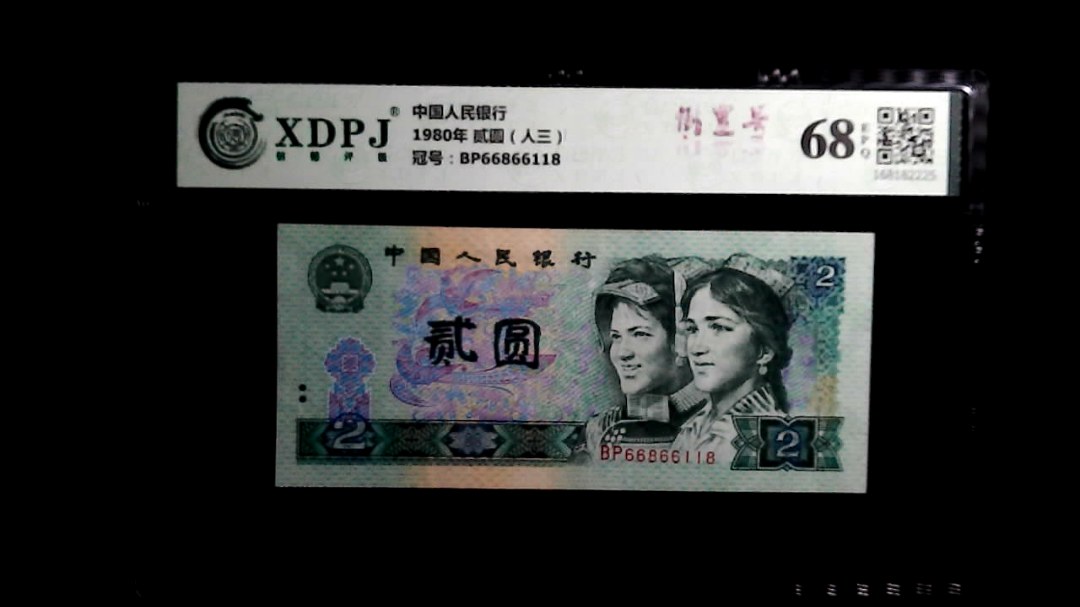 XDPJ®
中国人民银行
1980年 贰圆（人三）
冠号：BP66866118
68
EPQ
168182225
中国人民银行
2
贰圆
2
BP66866118
2